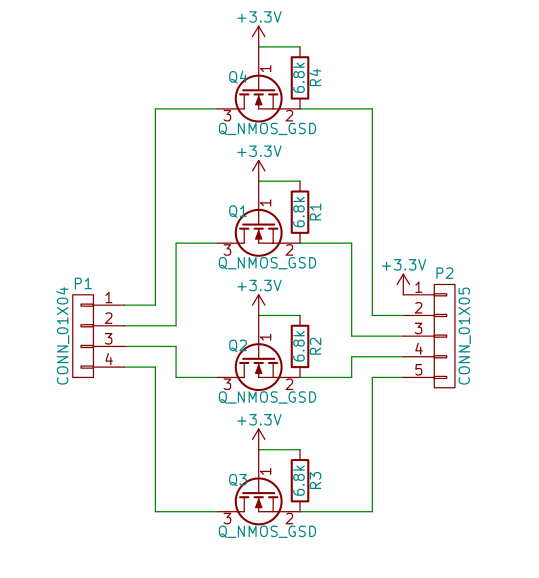 +3.3V
Q4
1
6.8k
R4
3
2
Q_NMOS_GSD
+3.3V
Q1
1
6.8k
R1
3
2
Q_NMOS_GSD
+3.3V
P2
P1
1
1
2
2
3
3
4
4
5
CONN_01X04
CONN_01X05
+3.3V
Q2
1
6.8k
R2
3
2
Q_NMOS_GSD
+3.3V
Q3
1
6.8k
R3
3
2
Q_NMOS_GSD